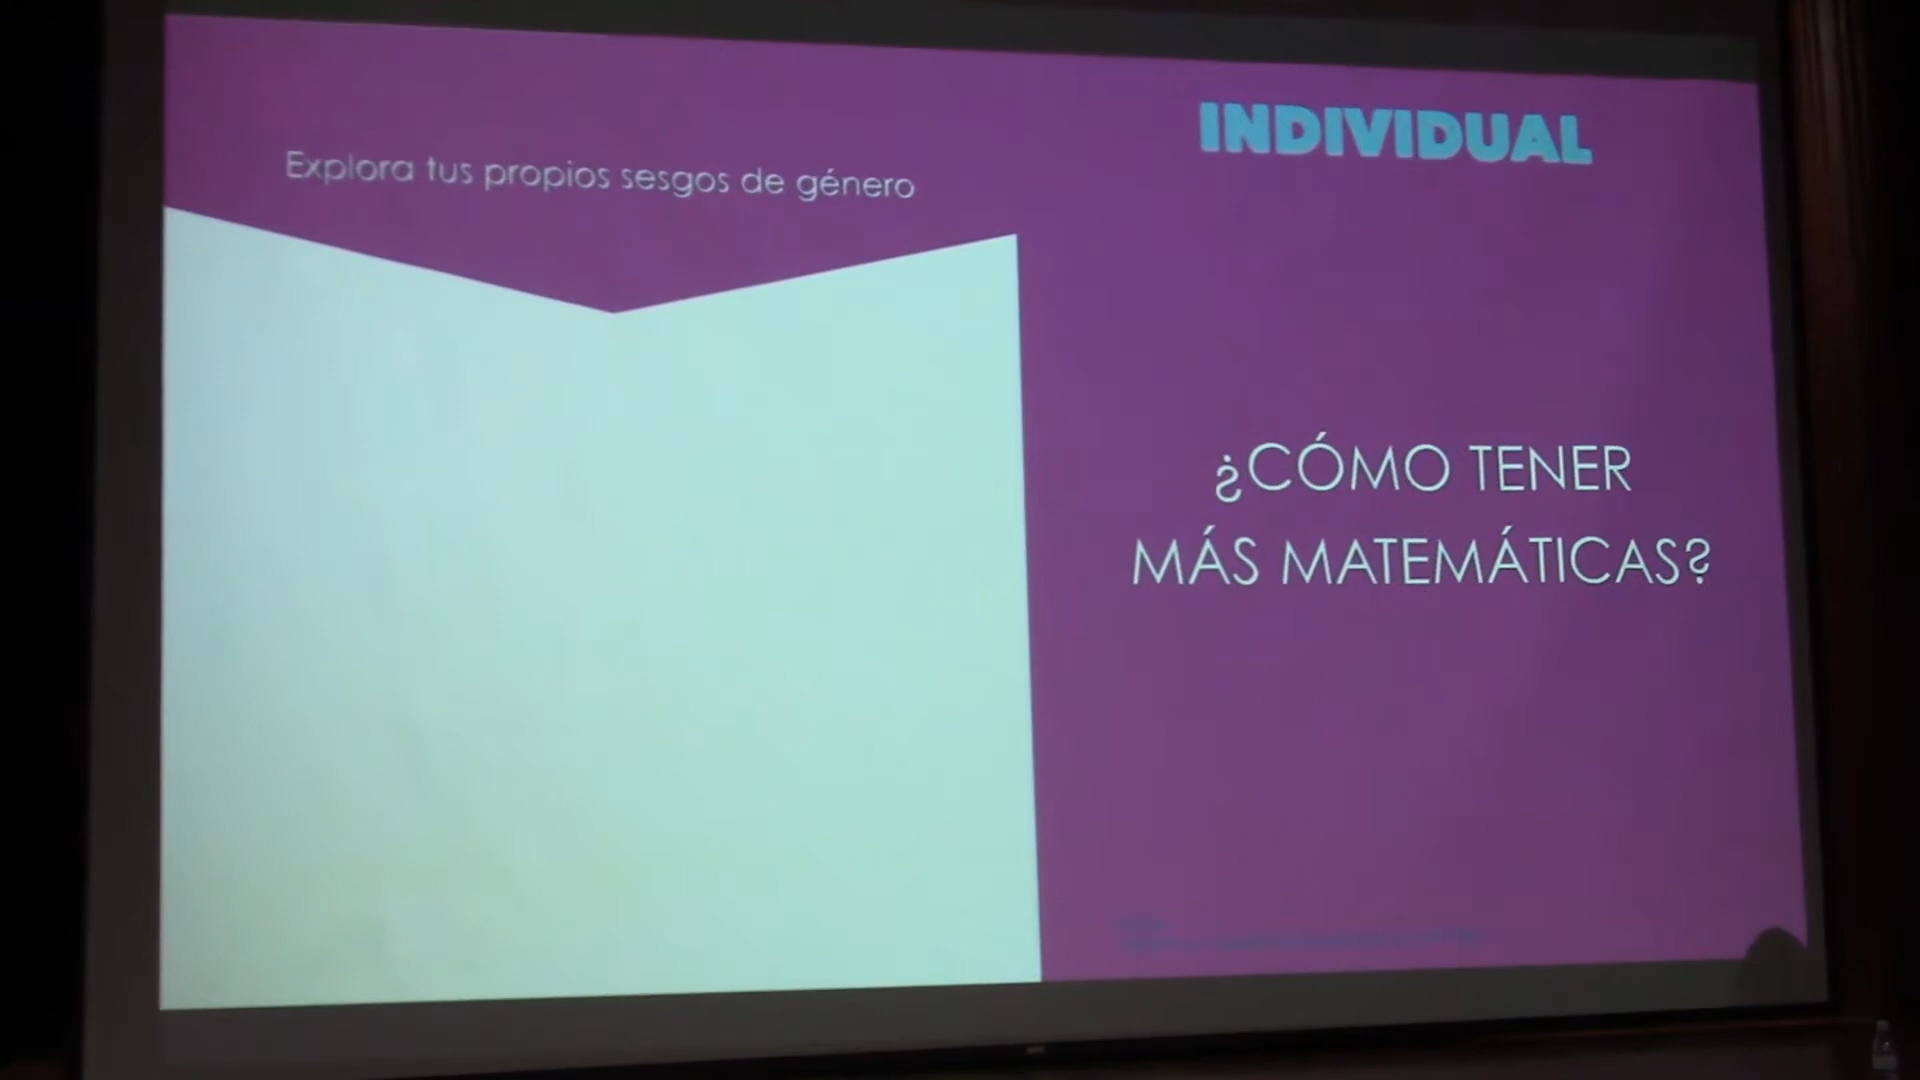 Explora tus propios sesgos de género
INDIVIDUAL
¿CÓMO TENER
MÁS MATEMÁTICAS?